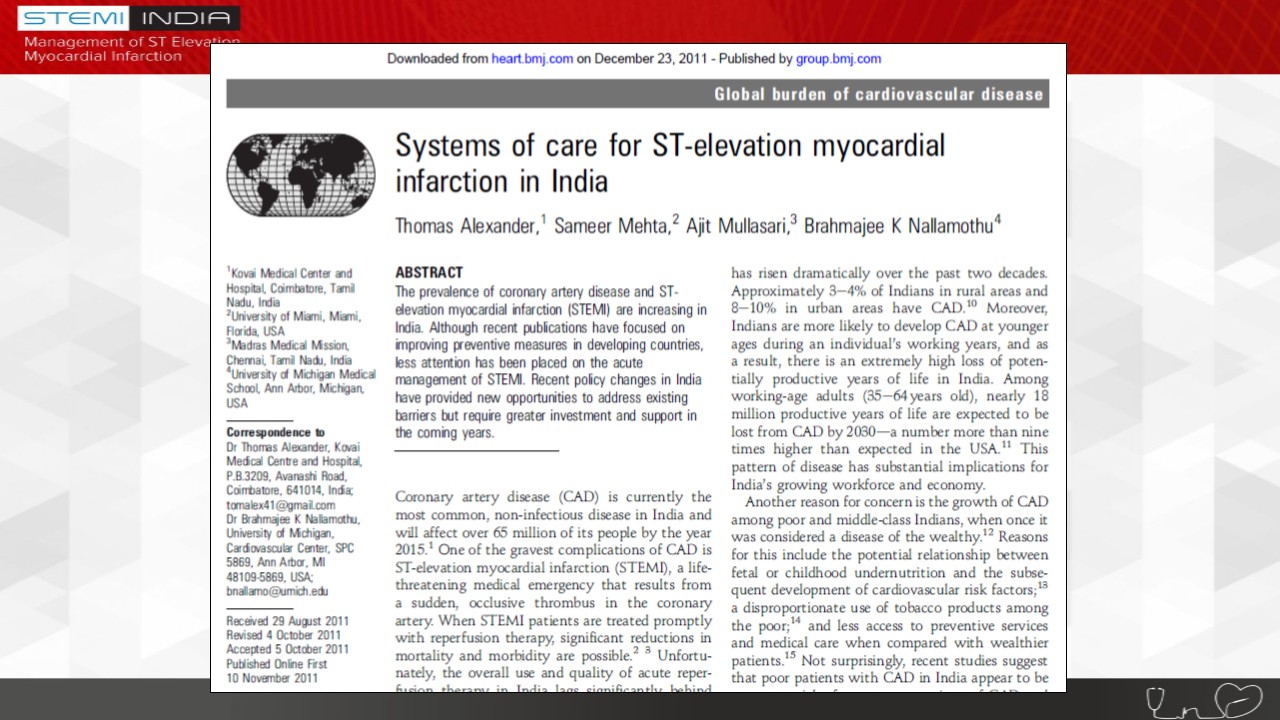 STEMI INDIA
Management of ST Elevation
Myocardial Infarction
Downloaded from heart.bmj.com on December 23, 2011 - Published by group.bmj.com
Global burden of cardiovascular disease
Systems of care for ST-elevation myocardial
infarction in India
Thomas Alexander,1 Sameer Mehta,2 Ajit Mullasari,3 Brahmajee K Nallamothu4
1Kovai Medical Center and
Hospital, Coimbatore, Tamil
Nadu, India
2University of Miami, Miami,
Florida, USA
3Madras Medical Mission,
Chennai, Tamil Nadu, India
4University of Michigan Medical
School, Ann Arbor, Michigan,
USA
Correspondence to
Dr Thomas Alexander, Kovai
Medical Centre and Hospital,
P.B.3209, Avanashi Road,
Coimbatore, 641014, India;
tomalex41@gmail.com
Dr Brahmajee K Nallamothu,
University of Michigan,
Cardiovascular Center, SPC
5869, Ann Arbor, MI
48109-5869, USA;
bnallamo@umich.edu
Received 29 August 2011
Revised 4 October 2011
Accepted 5 October 2011
Published Online First
10 November 2011
ABSTRACT
The prevalence of coronary artery disease and ST-
elevation myocardial infarction (STEMI) are increasing in
India. Although recent publications have focused on
improving preventive measures in developing countries,
less attention has been placed on the acute
management of STEMI. Recent policy changes in India
have provided new opportunities to address existing
barriers but require greater investment and support in
the coming years.
Coronary artery disease (CAD) is currently the
most common, non-infectious disease in India and
will affect over 65 million of its people by the year
2015.1 One of the gravest complications of CAD is
ST-elevation myocardial infarction (STEMI), a life-
threatening medical emergency that results from
a sudden, occlusive thrombus in the coronary
artery. When STEMI patients are treated promptly
with reperfusion therapy, significant reductions in
mortality and morbidity are possible.2 3 Unfortu-
nately, the overall use and quality of acute reper-
fusion therapy in India lags significantly behind
has risen dramatically over the past two decades.
Approximately 3–4% of Indians in rural areas and
8–10% in urban areas have CAD.10 Moreover,
Indians are more likely to develop CAD at younger
ages during an individual's working years, and as
a result, there is an extremely high loss of poten-
tially productive years of life in India. Among
working-age adults (35–64 years old), nearly 18
million productive years of life are expected to be
lost from CAD by 2030—a number more than nine
times higher than expected in the USA.11 This
pattern of disease has substantial implications for
India's growing workforce and economy.
Another reason for concern is the growth of CAD
among poor and middle-class Indians, when once it
was considered a disease of the wealthy.12 Reasons
for this include the potential relationship between
fetal or childhood undernutrition and the subse-
quent development of cardiovascular risk factors;13
a disproportionate use of tobacco products among
the poor;14 and less access to preventive services
and medical care when compared with wealthier
patients.15 Not surprisingly, recent studies suggest
that poor patients with CAD in India appear to be